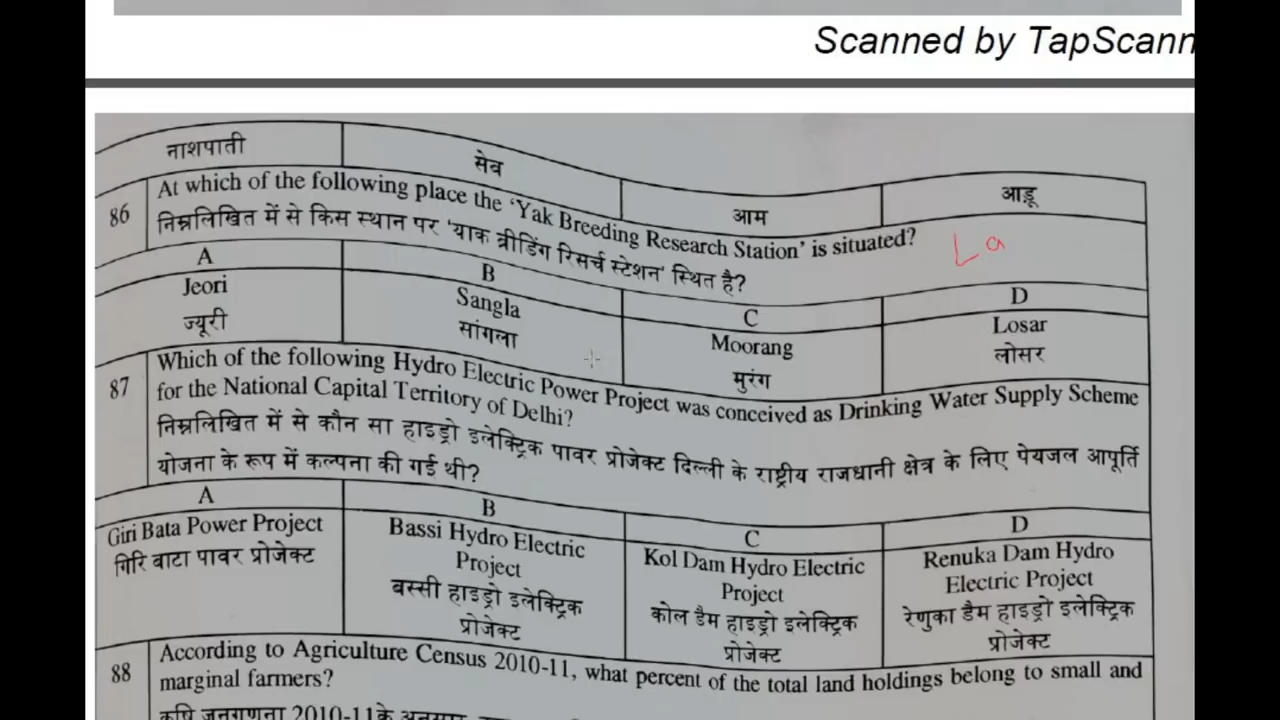 Scanned by TapScann
नाशपाती
सेब
आम
आड़ू
86
At which of the following place the ‘Yak Breeding Research Station’ is situated?
निम्नलिखित में से किस स्थान पर ‘याक ब्रीडिंग रिसर्च स्टेशन’ स्थित है?
La
A
B
C
D
Jeori
Sangla
Moorang
Losar
ज्यूरी
सांगला
मुरंग
लोसर
87
Which of the following Hydro Electric Power Project was conceived as Drinking Water Supply Scheme
for the National Capital Territory of Delhi?
निम्नलिखित में से कौन सा हाइड्रो इलेक्ट्रिक पावर प्रोजेक्ट दिल्ली के राष्ट्रीय राजधानी क्षेत्र के लिए पेयजल आपूर्ति
योजना के रूप में कल्पना की गई थी?
A
B
C
D
Giri Bata Power Project
गिरि बाटा पावर प्रोजेक्ट
Bassi Hydro Electric
Project
बस्सी हाइड्रो इलेक्ट्रिक
प्रोजेक्ट
Kol Dam Hydro Electric
Project
कोल डैम हाइड्रो इलेक्ट्रिक
प्रोजेक्ट
Renuka Dam Hydro
Electric Project
रेणुका डैम हाइड्रो इलेक्ट्रिक
प्रोजेक्ट
88
According to Agriculture Census 2010-11, what percent of the total land holdings belong to small and
marginal farmers?
कृषि जनगणना 2010-11के अनुसार